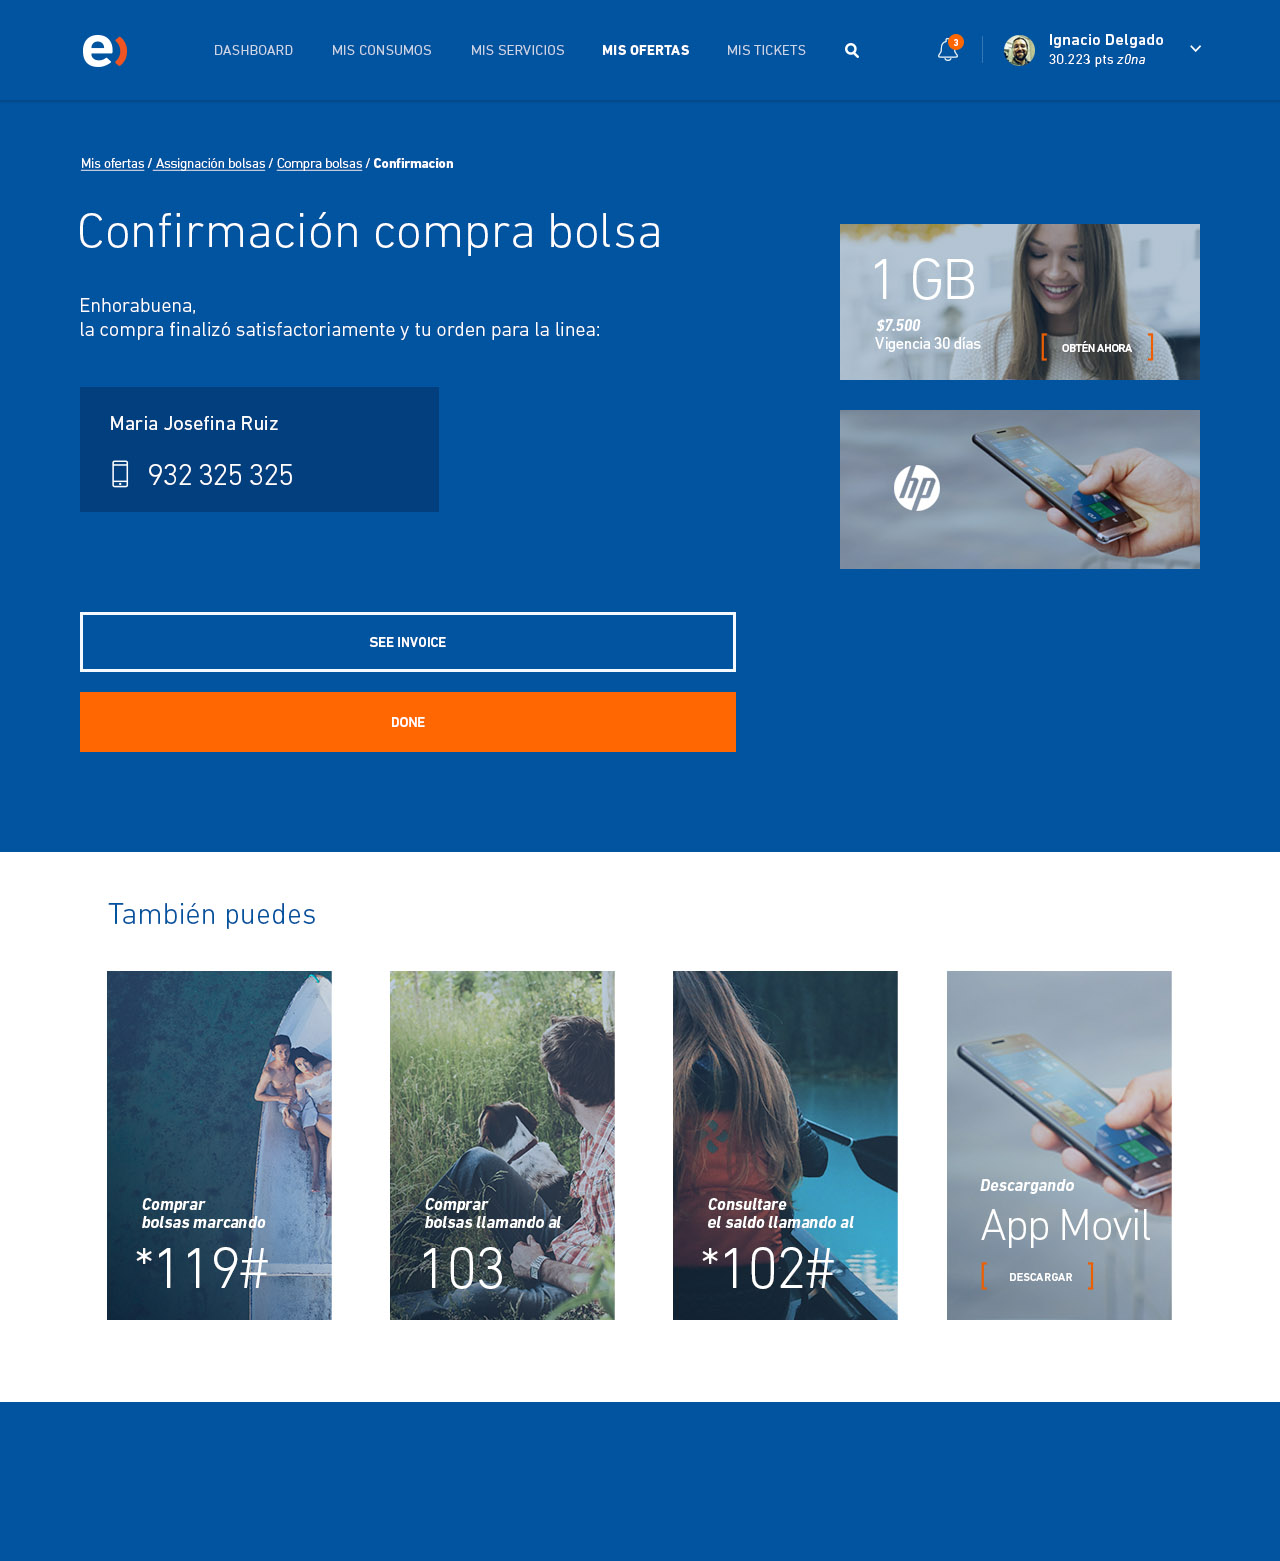 e)
DASHBOARD
MIS CONSUMOS
MIS SERVICIOS
MIS OFERTAS
MIS TICKETS
3
Ignacio Delgado
30.223 pts z0na
Mis ofertas / Assignación bolsas / Compra bolsas / Confirmacion
Confirmación compra bolsa
Enhorabuena,
la compra finalizó satisfactoriamente y tu orden para la linea:
Maria Josefina Ruiz
932 325 325
SEE INVOICE
DONE
1 GB
$7.500
Vigencia 30 días
[ OBTÉN AHORA ]
hp
También puedes
Comprar
bolsas marcando
*119#
Comprar
bolsas llamando al
103
Consultare
el saldo llamando al
*102#
Descargando
App Movil
[ DESCARGAR ]